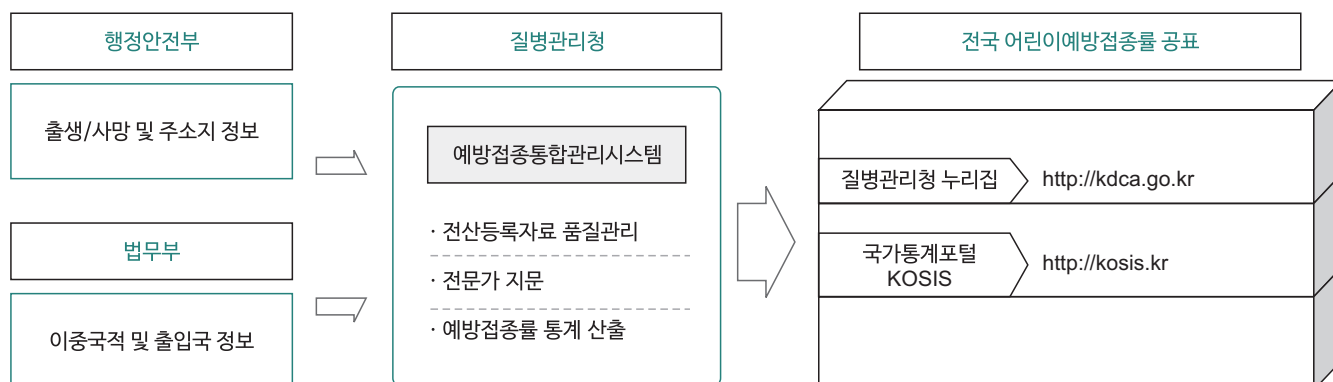 행정안전부
출생/사망 및 주소지 정보
법무부
이중국적 및 출입국 정보
질병관리청
예방접종통합관리시스템
· 전산등록자료 품질관리
· 전문가 지문
· 예방접종률 통계 산출
전국 어린이예방접종률 공표
질병관리청 누리집 http://kdca.go.kr
국가통계포털
KOSIS http://kosis.kr